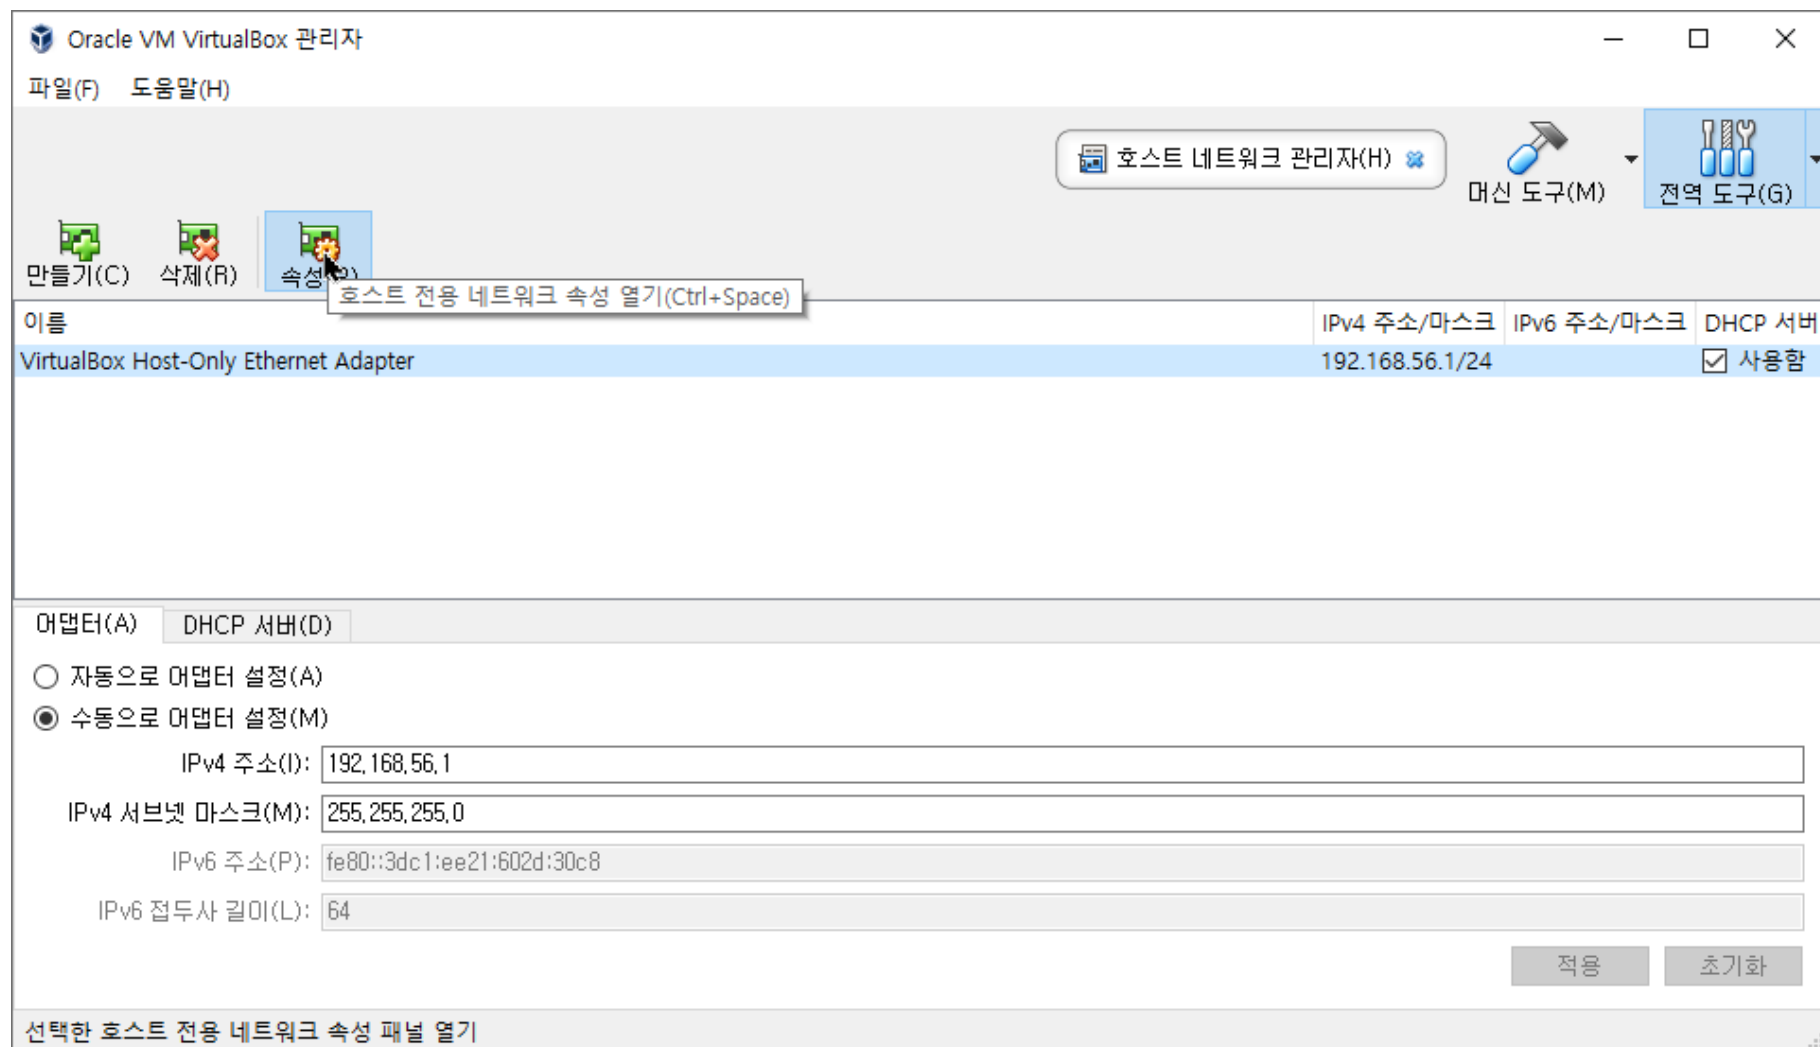 Oracle VM VirtualBox 관리자
파일(F) 도움말(H)
호스트 네트워크 관리자(H)
머신 도구(M)
전역 도구(G)
만들기(C) 삭제(R) 속성
호스트 전용 네트워크 속성 열기(Ctrl+Space)
이름 IPv4 주소/마스크 IPv6 주소/마스크 DHCP 서버
VirtualBox Host-Only Ethernet Adapter 192.168.56.1/24 사용함
어댑터(A) DHCP 서버(D)
자동으로 어댑터 설정(A)
수동으로 어댑터 설정(M)
IPv4 주소(I): 192.168.56.1
IPv4 서브넷 마스크(M): 255.255.255.0
IPv6 주소(P): fe80::3dc1:ee21:602d:30c8
IPv6 접두사 길이(L): 64
적용 초기화
선택한 호스트 전용 네트워크 속성 패널 열기